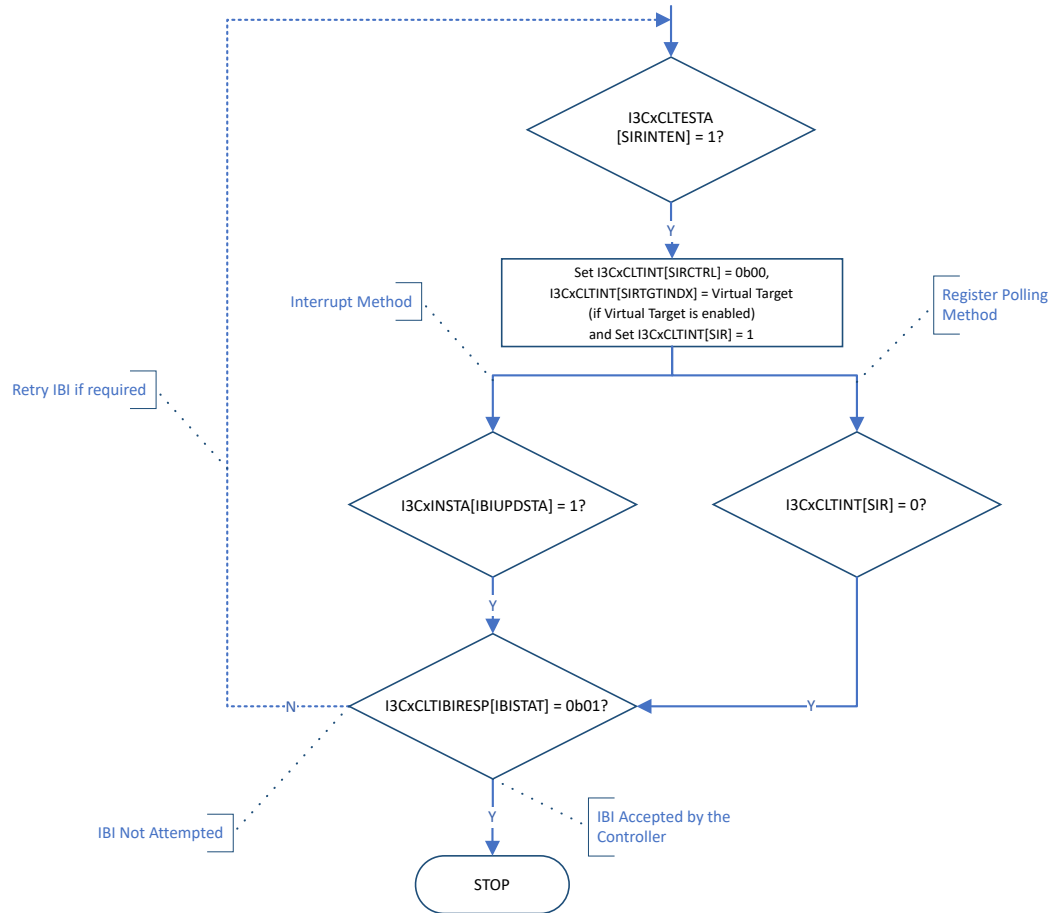 I3CxCLTESTA
[SIRINTEN] = 1?
Y
Set I3CxCLTINT[SIRCTRL] = 0b00,
I3CxCLTINT[SIRTGTINDX] = Virtual Target
(if Virtual Target is enabled)
and Set I3CxCLTINT[SIR] = 1
Interrupt Method
Register Polling
Method
Retry IBI if required
I3CxINSTA[IBIUPDSTA] = 1?
I3CxCLTINT[SIR] = 0?
Y
I3CxCLTIBIRESP[IBISTAT] = 0b01?
N
Y
IBI Not Attempted
Y
IBI Accepted by the
Controller
STOP